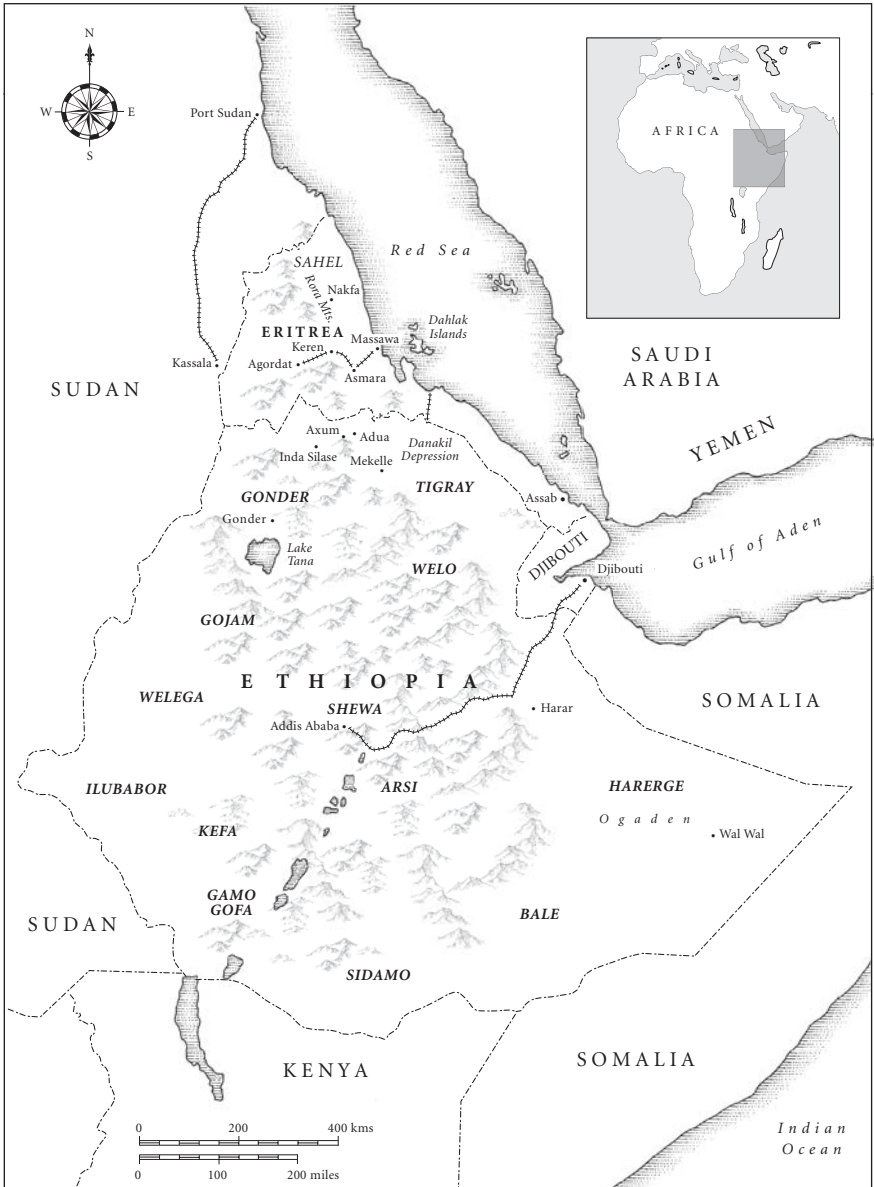 N
W
E
S
Port Sudan
AFRICA
Red Sea
SAHEL
Rora Mts.
Nakfa
ERITREA
Keren
Massawa
Dahlak
Islands
Kassala
Agordat
Asmara
SUDAN
SAUDI
ARABIA
YEMEN
Axum
Adua
Inda Silase
Mekelle
Danakil
Depression
GONDER
TIGRAY
Assab
Gonder
Lake
Tana
Gulf of Aden
DJIBOUTI
Djibouti
WELO
GOJAM
ETHIOPIA
WELEGA
SHEWA
SOMALIA
Addis Ababa
Harar
ILUBABOR
ARSI
HARERGE
Ogaden
KEFA
Wal Wal
GAMO
GOFA
BALE
SUDAN
SIDAMO
KENYA
SOMALIA
0 200 400 kms
0 100 200 miles
Indian
Ocean